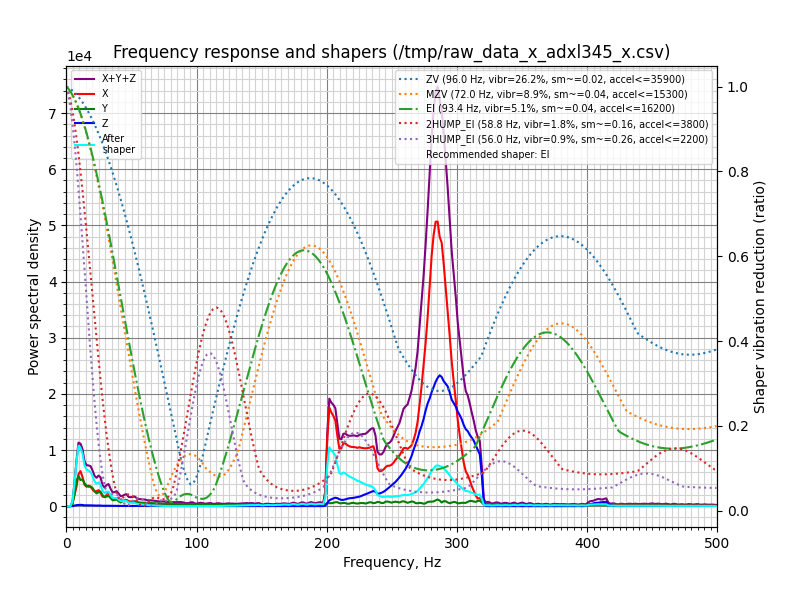 Frequency response and shapers (/tmp/raw_data_x_adxl345_x.csv)
1e4
X+Y+Z
X
Y
Z
After
shaper
ZV (96.0 Hz, vibr=26.2%, sm~=0.02, accel<=35900)
MZV (72.0 Hz, vibr=8.9%, sm~=0.04, accel<=15300)
EI (93.4 Hz, vibr=5.1%, sm~=0.04, accel<=16200)
2HUMP_EI (58.8 Hz, vibr=1.8%, sm~=0.16, accel<=3800)
3HUMP_EI (56.0 Hz, vibr=0.9%, sm~=0.26, accel<=2200)
Recommended shaper: EI
Power spectral density
7
6
5
4
3
2
1
0
1.0
0.8
0.6
0.4
0.2
0.0
Shaper vibration reduction (ratio)
0 100 200 300 400 500
Frequency, Hz